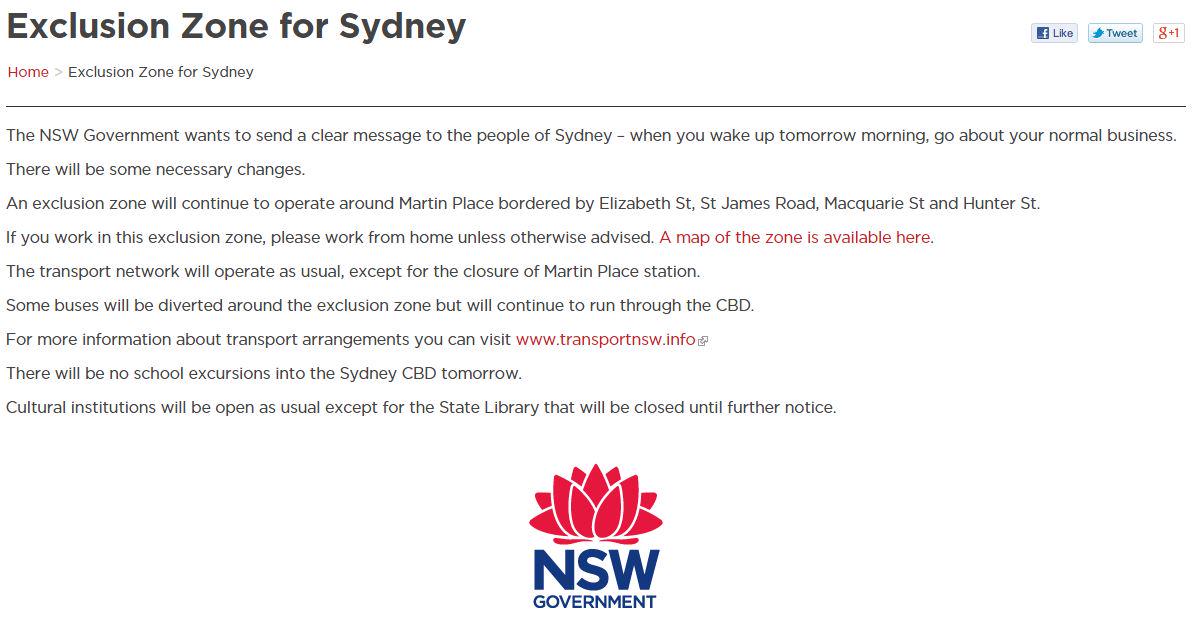 Exclusion Zone for Sydney
Like Tweet g+1
Home > Exclusion Zone for Sydney
The NSW Government wants to send a clear message to the people of Sydney – when you wake up tomorrow morning, go about your normal business.
There will be some necessary changes.
An exclusion zone will continue to operate around Martin Place bordered by Elizabeth St, St James Road, Macquarie St and Hunter St.
If you work in this exclusion zone, please work from home unless otherwise advised. A map of the zone is available here.
The transport network will operate as usual, except for the closure of Martin Place station.
Some buses will be diverted around the exclusion zone but will continue to run through the CBD.
For more information about transport arrangements you can visit www.transportnsw.info
There will be no school excursions into the Sydney CBD tomorrow.
Cultural institutions will be open as usual except for the State Library that will be closed until further notice.
NSW
GOVERNMENT